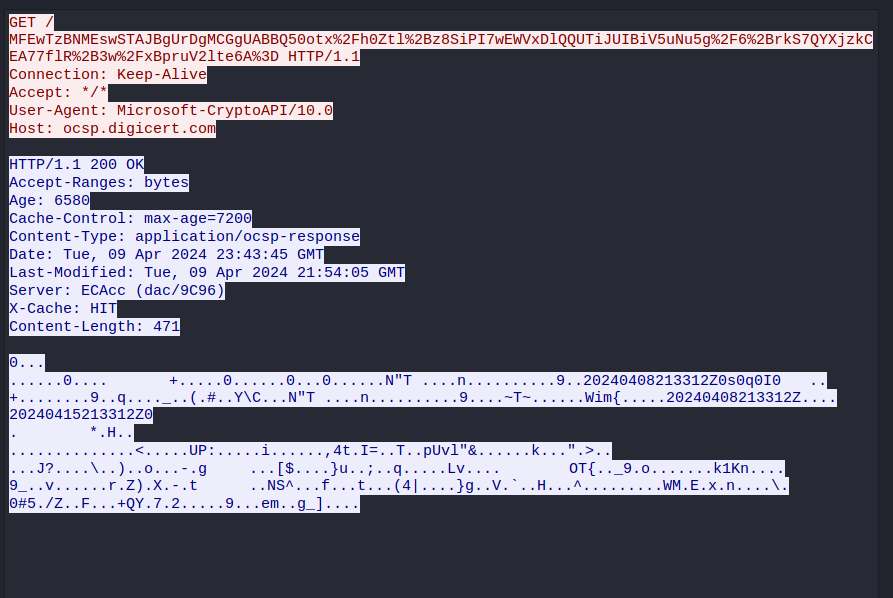 GET /
MFEwTzBNMEswSTAJBgUrDgMCGgUABBQ50otx%2Fh0Ztl%2Bz8SiPI7wEWVxDlQQUTiJUIBiV5uNu5g%2F6%2BrkS7QYXjzkC
EA77flR%2B3w%2FxBpruV2lte6A%3D HTTP/1.1
Connection: Keep-Alive
Accept: */*
User-Agent: Microsoft-CryptoAPI/10.0
Host: ocsp.digicert.com

HTTP/1.1 200 OK
Accept-Ranges: bytes
Age: 6580
Cache-Control: max-age=7200
Content-Type: application/ocsp-response
Date: Tue, 09 Apr 2024 23:43:45 GMT
Last-Modified: Tue, 09 Apr 2024 21:54:05 GMT
Server: ECAcc (dac/9C96)
X-Cache: HIT
Content-Length: 471

0...
......0....       +.....0......0...0......N"T ....n..........9..20240408213312Z0s0q0I0   ..
+........9..q...._..(.#..Y\C...N"T ....n..........9....~T~......Wim{.....20240408213312Z....
20240415213312Z0
.        *.H..
..............<.....UP:.....i......,4t.I=..T..pUvl"&......k...".>..
...J?....\..)..o...-.g     ...[$....}u..;..q.....Lv....        OT{.._9.o.......k1Kn....
9_..v......r.Z).X.-.t      ..NS^...f...t...(4|....}g..V.`..H...^.........WM.E.x.n....\.
0#5./Z..F...+QY.7.2.....9...em..g_]....